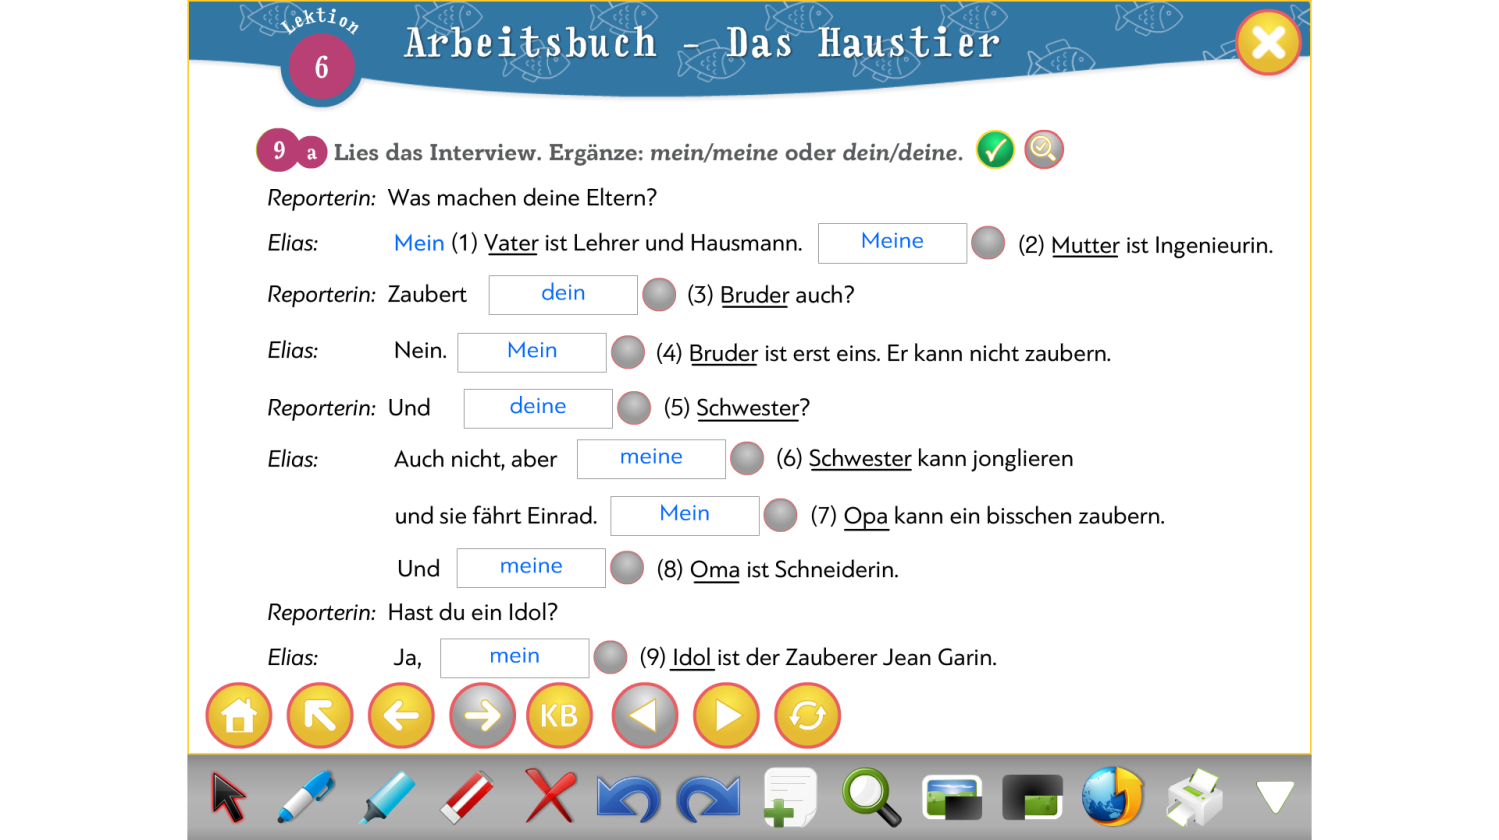 Lektion
6
Arbeitsbuch - Das Haustier
9 a Lies das Interview. Ergänze: mein/meine oder dein/deine.
Reporterin: Was machen deine Eltern?
Elias: Mein (1) Vater ist Lehrer und Hausmann. Meine (2) Mutter ist Ingenieurin.
Reporterin: Zaubert dein (3) Bruder auch?
Elias: Nein. Mein (4) Bruder ist erst eins. Er kann nicht zaubern.
Reporterin: Und deine (5) Schwester?
Elias: Auch nicht, aber meine (6) Schwester kann jonglieren
und sie fährt Einrad. Mein (7) Opa kann ein bisschen zaubern.
Und meine (8) Oma ist Schneiderin.
Reporterin: Hast du ein Idol?
Elias: Ja, mein (9) Idol ist der Zauberer Jean Garin.
KB